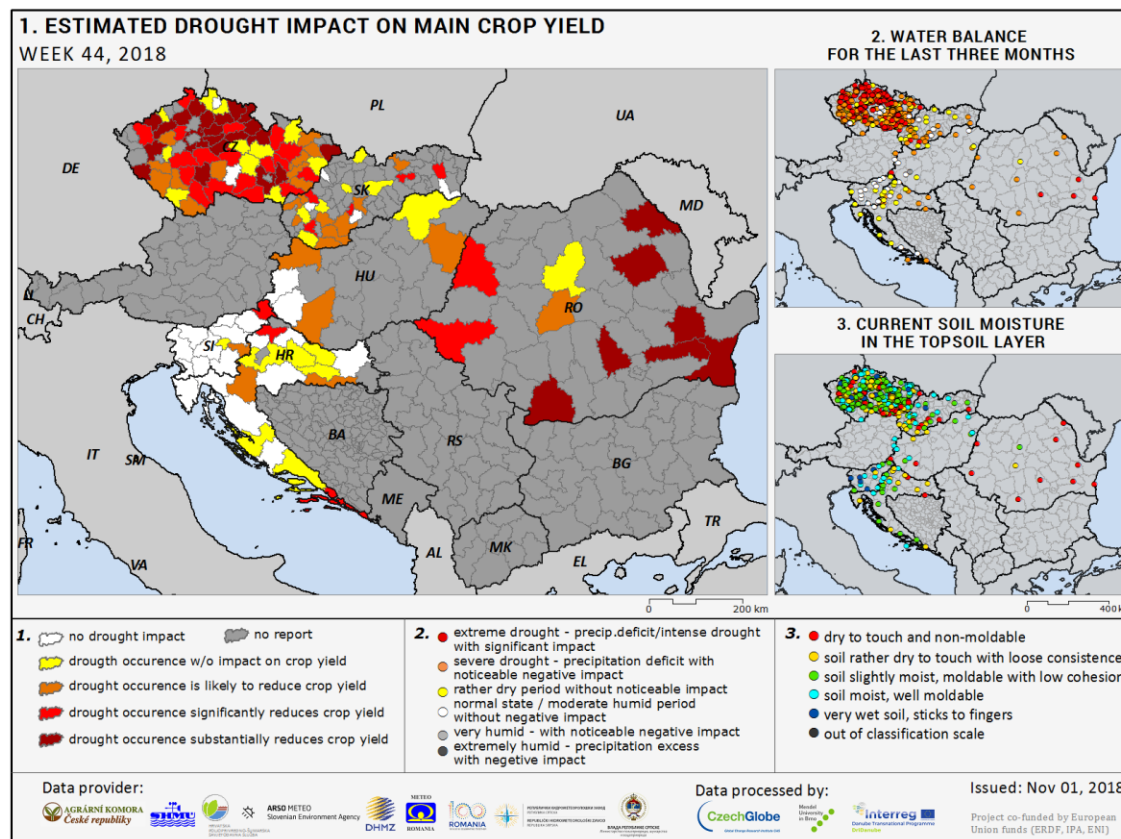 1. ESTIMATED DROUGHT IMPACT ON MAIN CROP YIELD
WEEK 44, 2018
PL
UA
DE
CZ
SK
MD
HU
CH
RO
SI
HR
BA
RS
IT
SM
BG
ME
TR
FR
AL
MK
VA
EL
0
200 km
2. WATER BALANCE
FOR THE LAST THREE MONTHS
3. CURRENT SOIL MOISTURE
IN THE TOPSOIL LAYER
0
400 k
1.
no drought impact
no report
drougth occurence w/o impact on crop yield
drought occurence is likely to reduce crop yield
drought occurence significantly reduces crop yield
drought occurence substantially reduces crop yield
2.
extreme drought - precip.deficit/intense drought
with significant impact
severe drought - precipitation deficit with
noticeable negative impact
rather dry period without noticeable impact
normal state / moderate humid period
without negative impact
very humid - with noticeable negative impact
extremely humid - precipitation excess
with negetive impact
3.
dry to touch and non-moldable
soil rather dry to touch with loose consistence
soil slightly moist, moldable with low cohesion
soil moist, well moldable
very wet soil, sticks to fingers
out of classification scale
Data provider:
AGRÁRNÍ KOMORA
České republiky
SHMU
ARSO METEO
Slovenian Environment Agency
DHMZ
METEO
ROMANIA
ROMANIA
Data processed by:
CzechGlobe
Mendel
University
in Brno
Interreg
Danube Transnational Programme
DriDanube
Issued: Nov 01, 2018
Project co-funded by European
Union funds (ERDF, IPA, ENI)